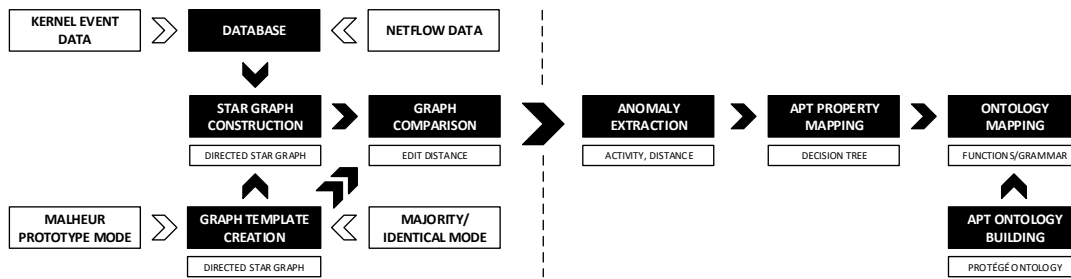 KERNEL EVENT
DATA
DATABASE
NETFLOW DATA
STAR GRAPH
CONSTRUCTION
DIRECTED STAR GRAPH
GRAPH
COMPARISON
EDIT DISTANCE
ANOMALY
EXTRACTION
ACTIVITY, DISTANCE
APT PROPERTY
MAPPING
DECISION TREE
ONTOLOGY
MAPPING
FUNCTIONS/GRAMMAR
MALHEUR
PROTOTYPE MODE
GRAPH TEMPLATE
CREATION
DIRECTED STAR GRAPH
MAJORITY/
IDENTICAL MODE
APT ONTOLOGY
BUILDING
PROTÉGÉ ONTOLOGY